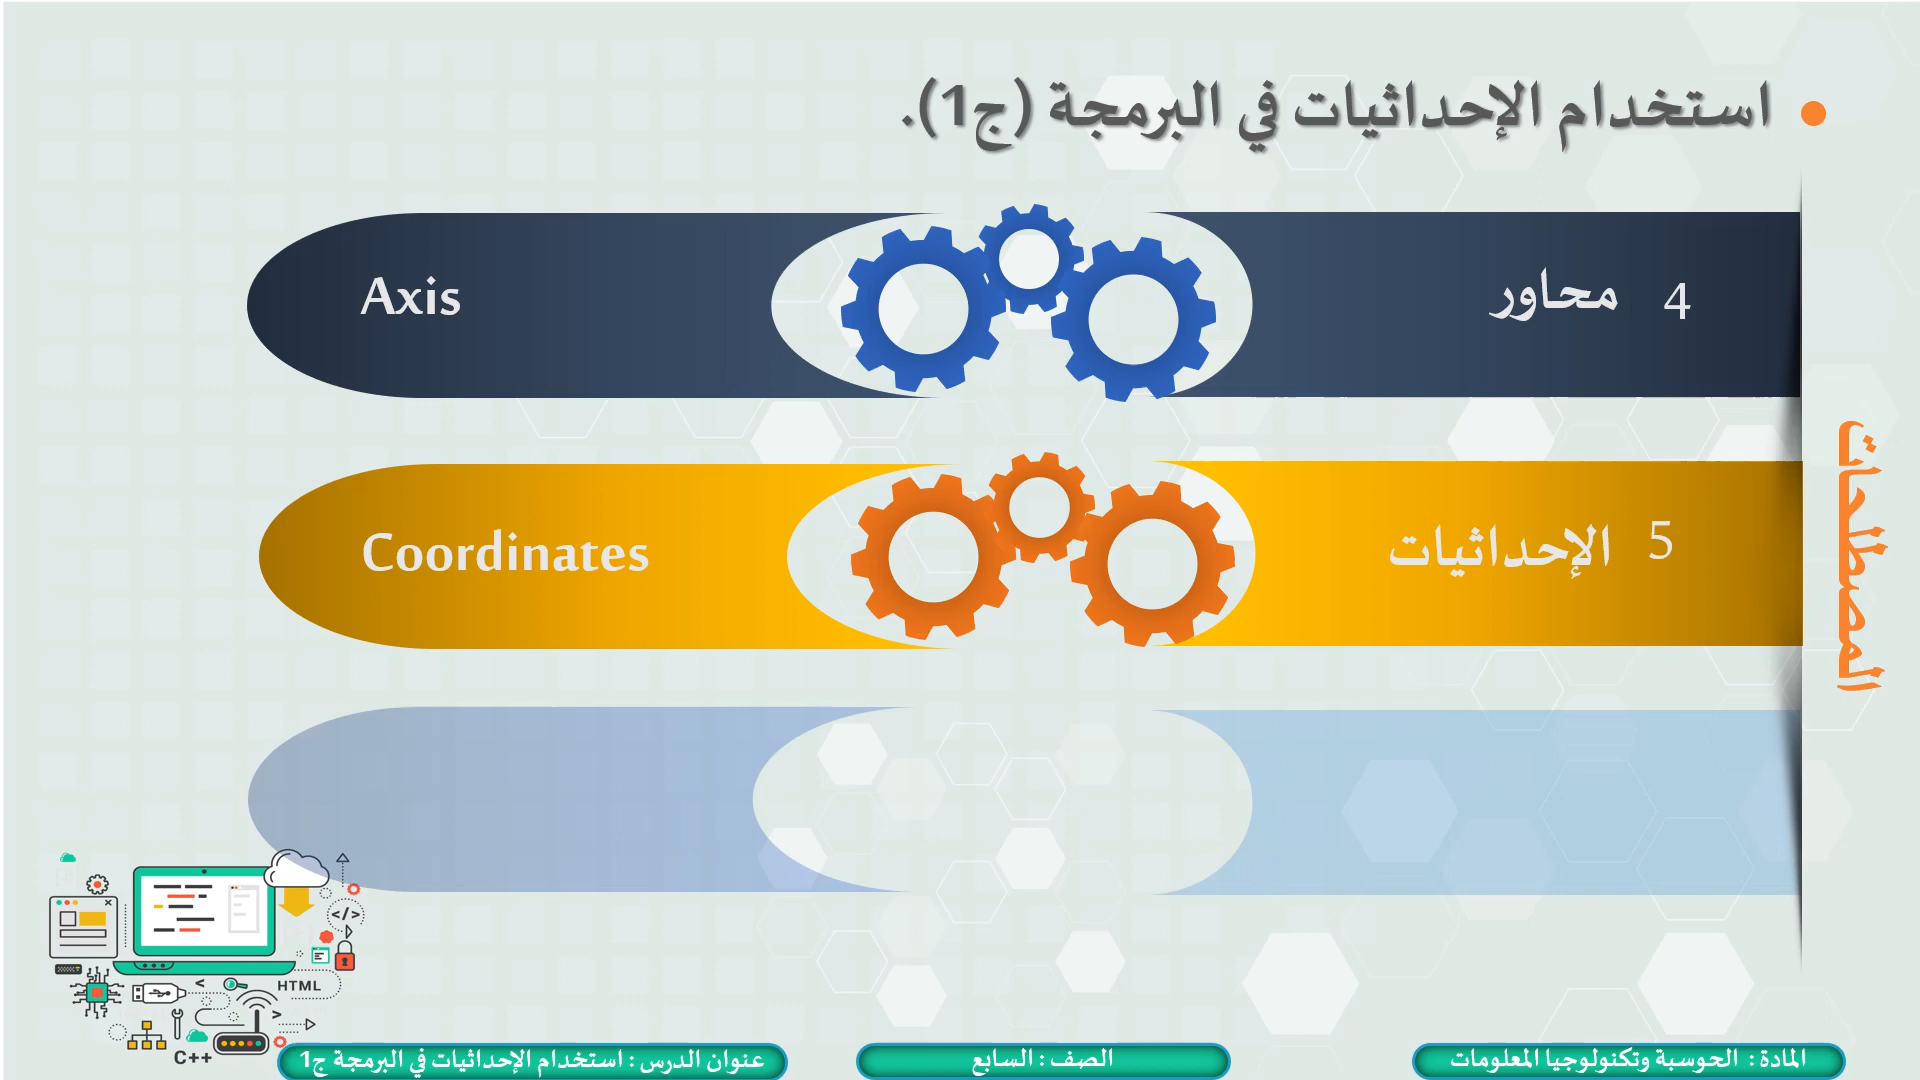 استخدام الإحداثيات في البرمجة (ج1).
المصطلحات
4 محاور
Axis
5 الإحداثيات
Coordinates
</>
HTML
C++
المادة : الحوسبة وتكنولوجيا المعلومات
الصف : السابع
عنوان الدرس : استخدام الإحداثيات في البرمجة ج1